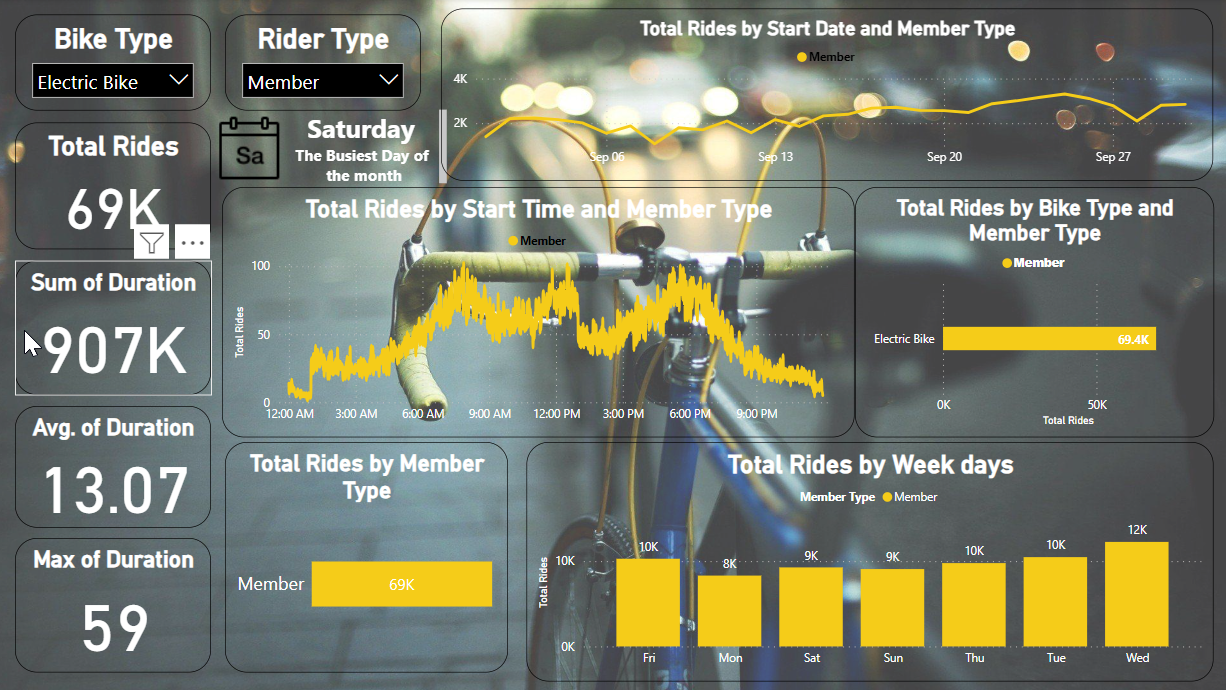 Bike Type
Electric Bike
Rider Type
Member
Total Rides by Start Date and Member Type
Member
4K
2K
Sep 06
Sep 13
Sep 20
Sep 27
Total Rides
69K
Sa
Saturday
The Busiest Day of
the month
Sum of Duration
907K
Avg. of Duration
13.07
Max of Duration
59
Total Rides by Start Time and Member Type
Member
Total Rides
100
50
0
12:00 AM
3:00 AM
6:00 AM
9:00 AM
12:00 PM
3:00 PM
6:00 PM
9:00 PM
Total Rides by Bike Type and
Member Type
Member
Electric Bike
69.4K
0K
50K
Total Rides
Total Rides by Member
Type
Member
69K
Total Rides by Week days
Member Type
Member
Total Rides
10K
0K
10K
8K
9K
9K
10K
10K
12K
Fri
Mon
Sat
Sun
Thu
Tue
Wed